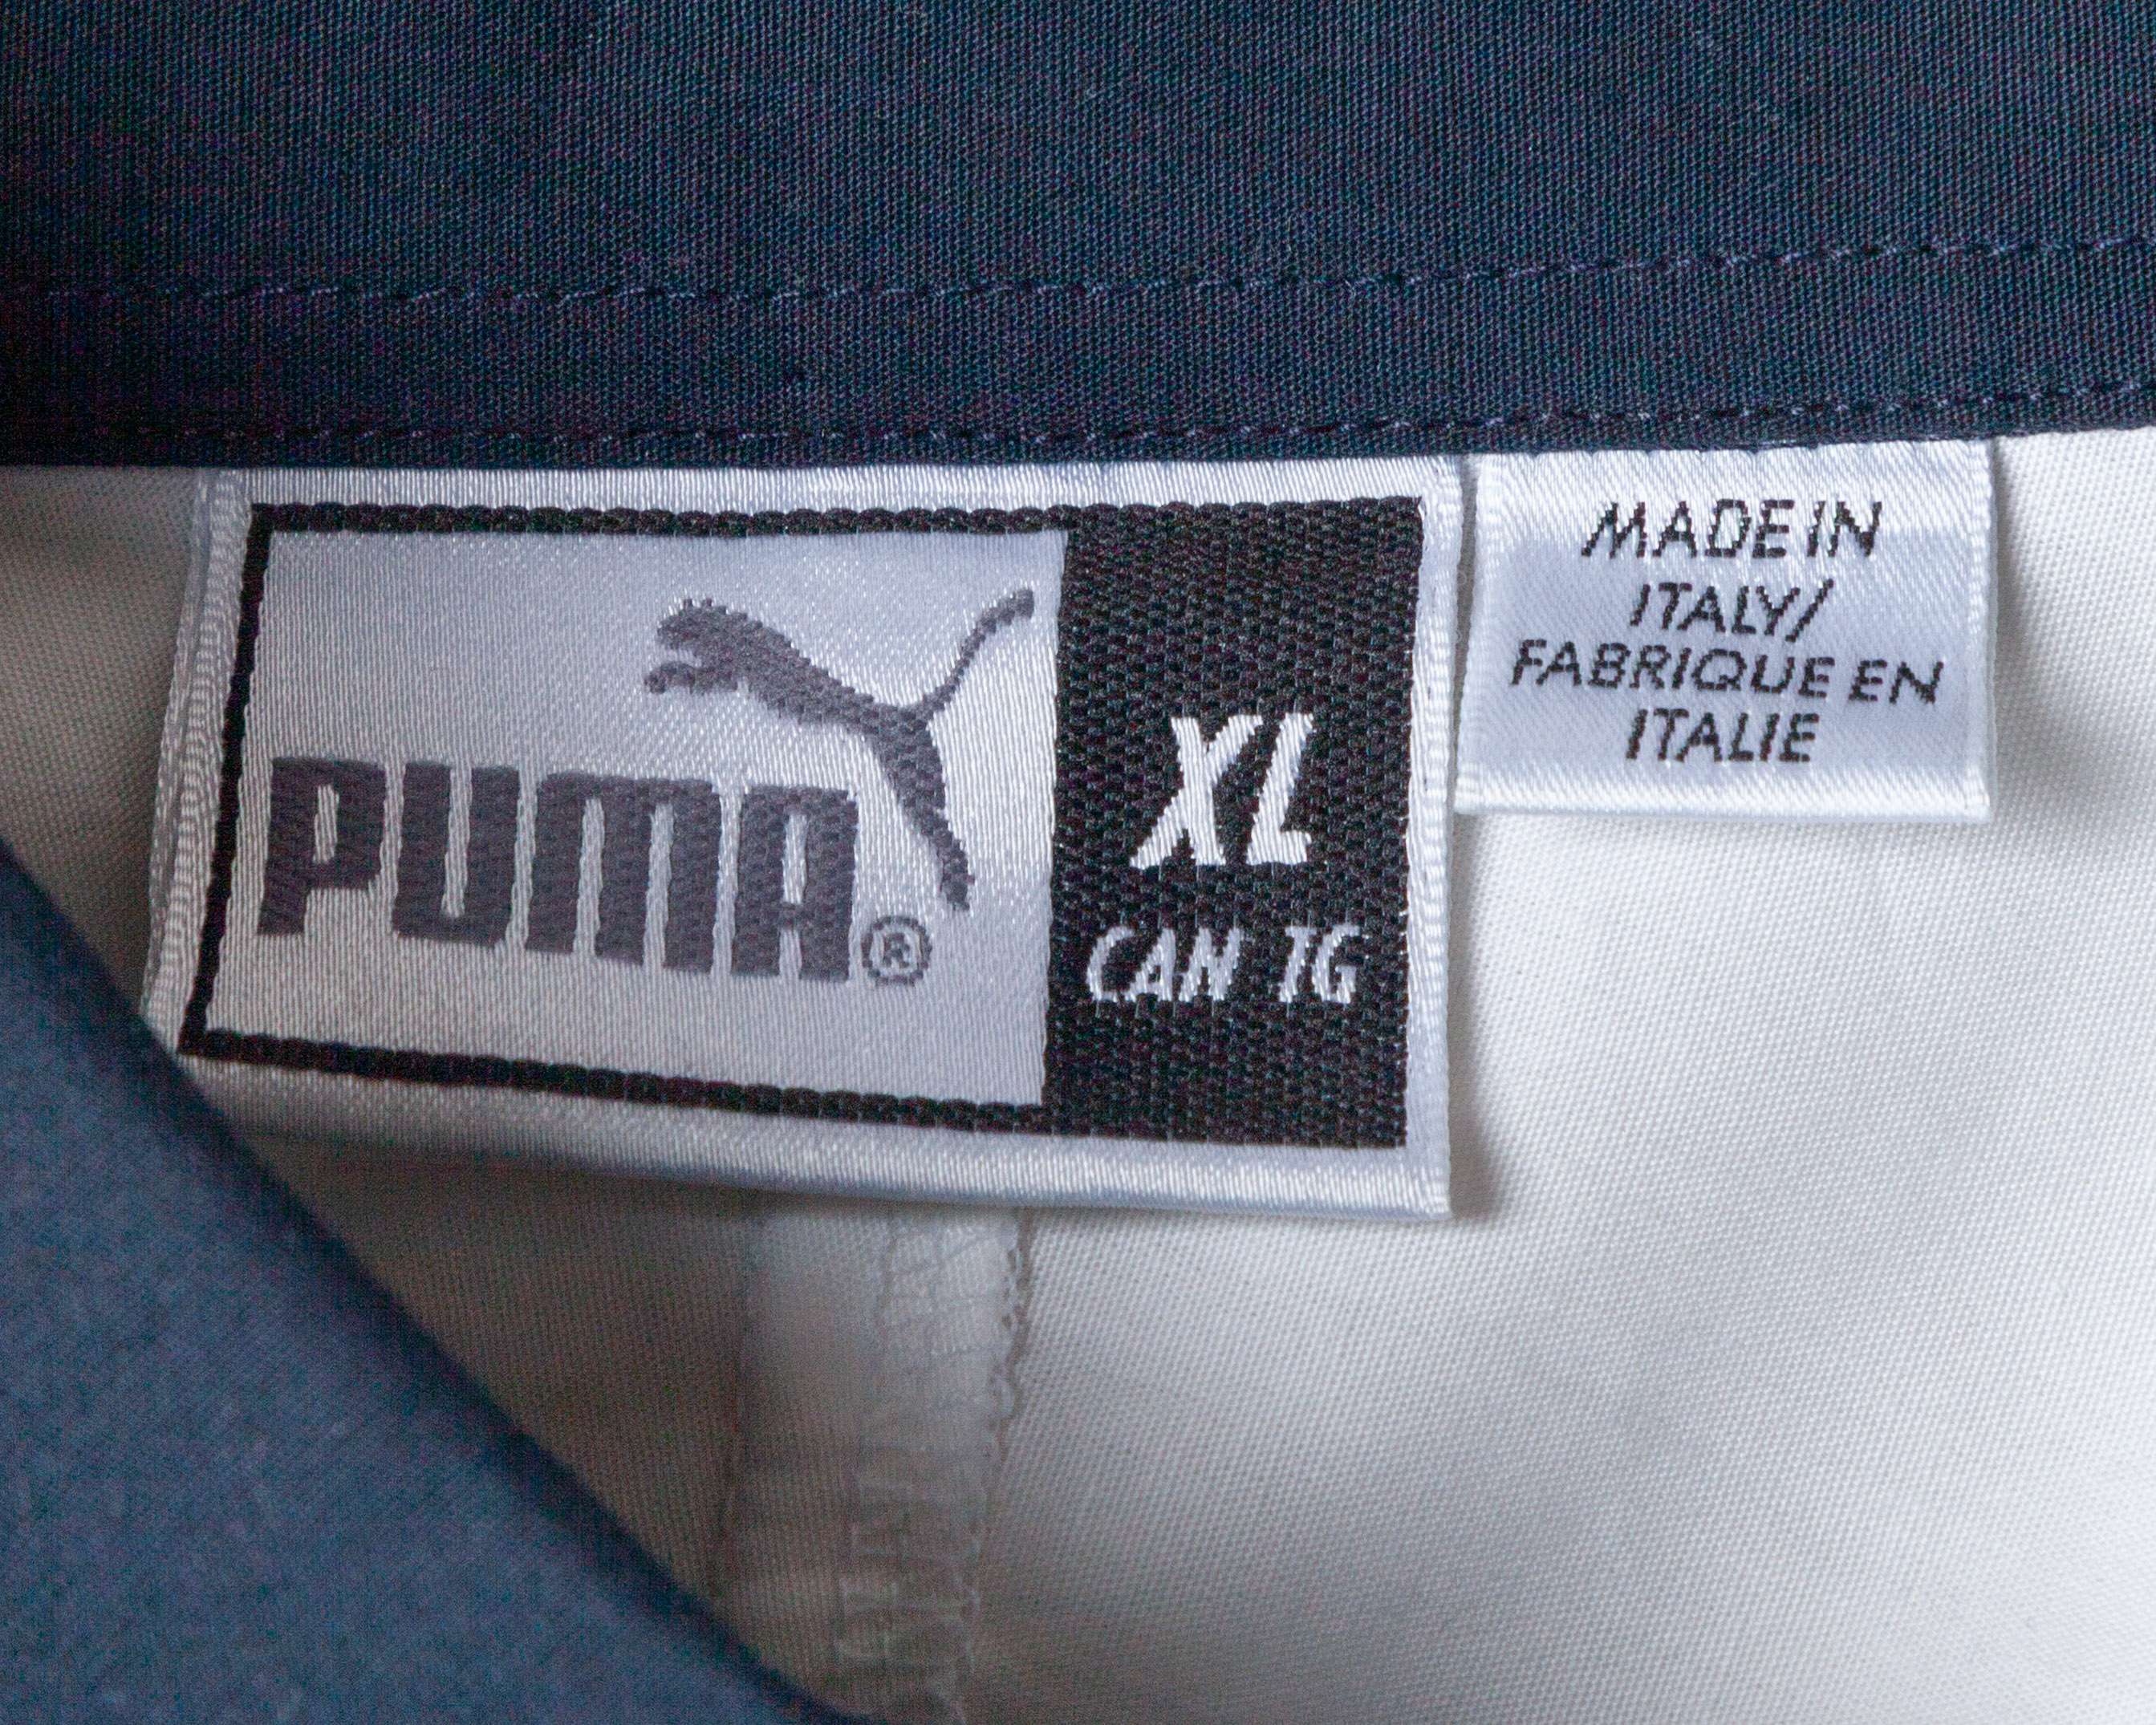 PUMA®
XL
CAN TG
MADE IN
ITALY/
FABRIQUE EN
ITALIE